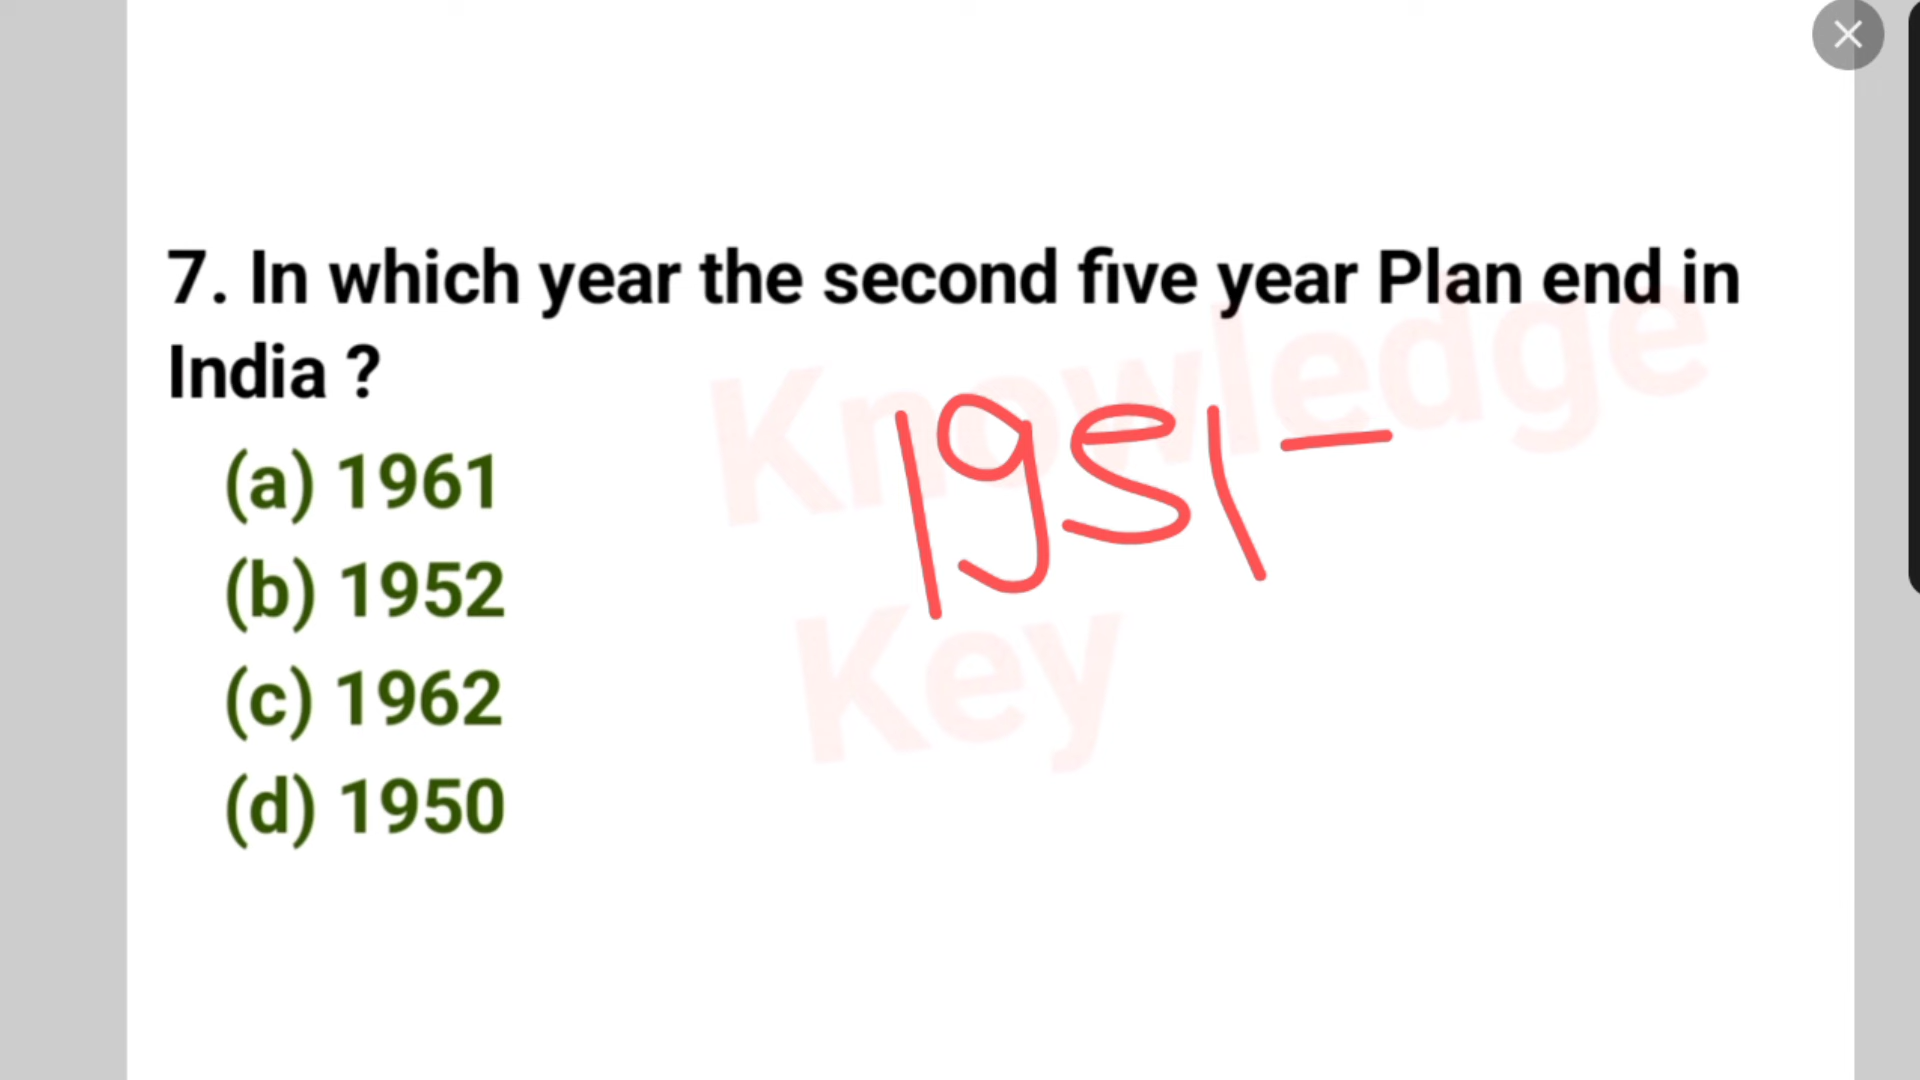 7. In which year the second five year Plan end in
India ?
(a) 1961
(b) 1952
(c) 1962
(d) 1950
1951-
Knowledge
Key